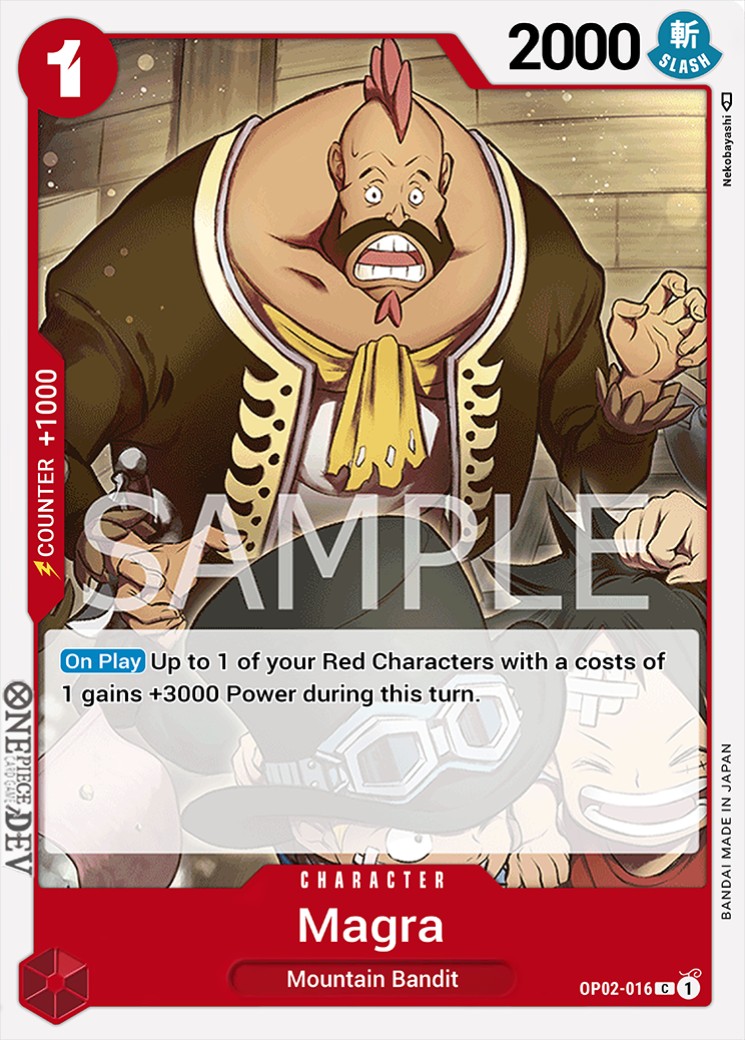 1
2000
斬
SLASH
Nekobayashi
COUNTER +1000
SAMPLE
On Play Up to 1 of your Red Characters with a costs of
1 gains +3000 Power during this turn.
ONE PIECE
CARD GAME
DEV
BANDAI MADE IN JAPAN
CHARACTER
Magra
Mountain Bandit
OP02-016 C 1